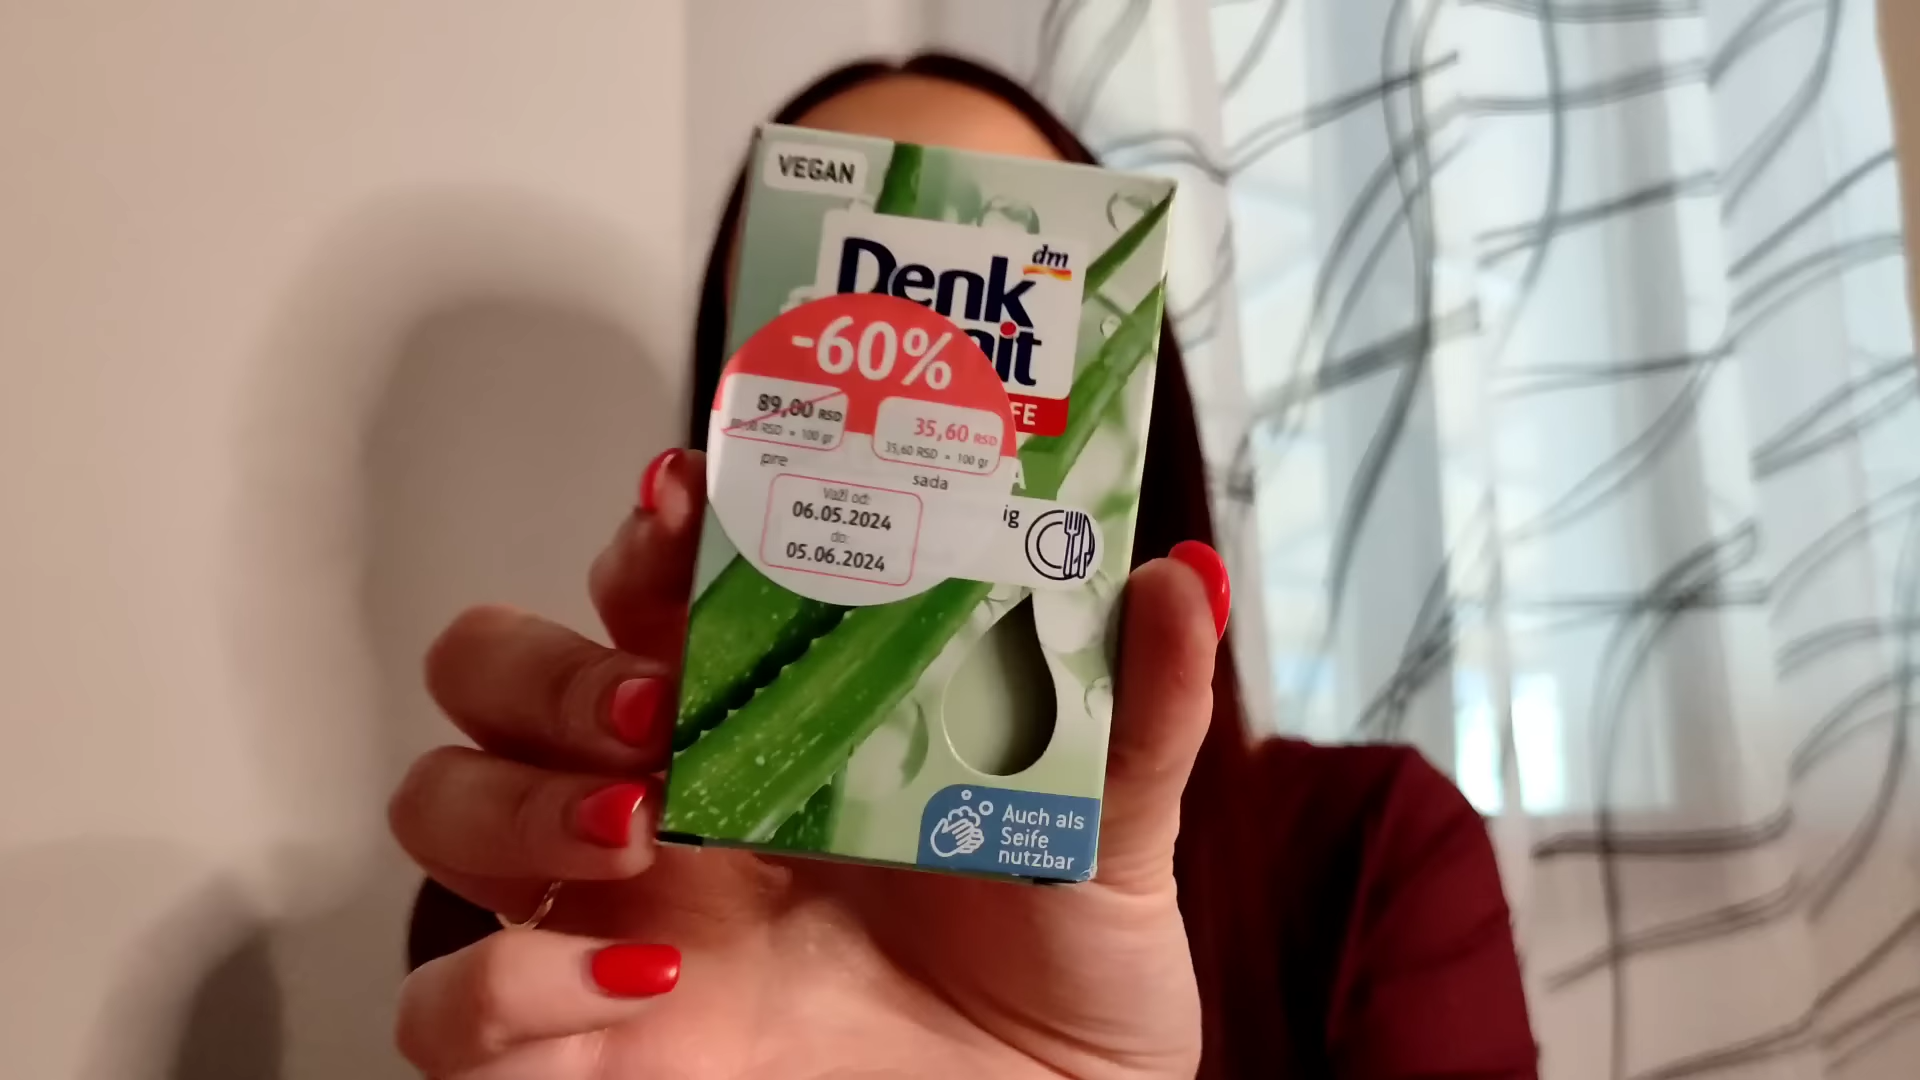 VEGAN
dm
Denk
mit
FE
-60%
89,00 RSD
RSD • 100 gr
35,60 RSD
35,60 RSD • 100 gr
pre
sada
A
ig
Važi od:
06.05.2024
do:
05.06.2024
Auch als
Seife
nutzbar